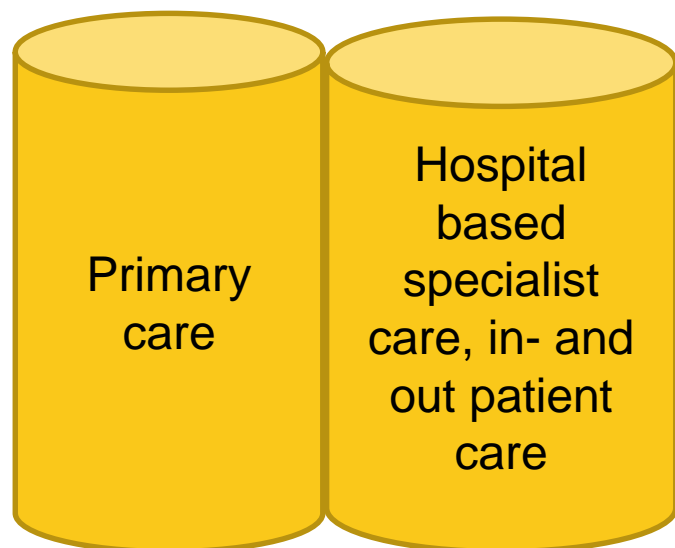 Primary
care
Hospital
based
specialist
care, in- and
out patient
care